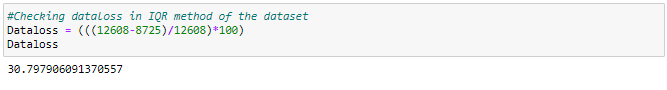 #Checking dataloss in IQR method of the dataset
Dataloss = (((12608-8725)/12608)*100)
Dataloss
30.797906091370557